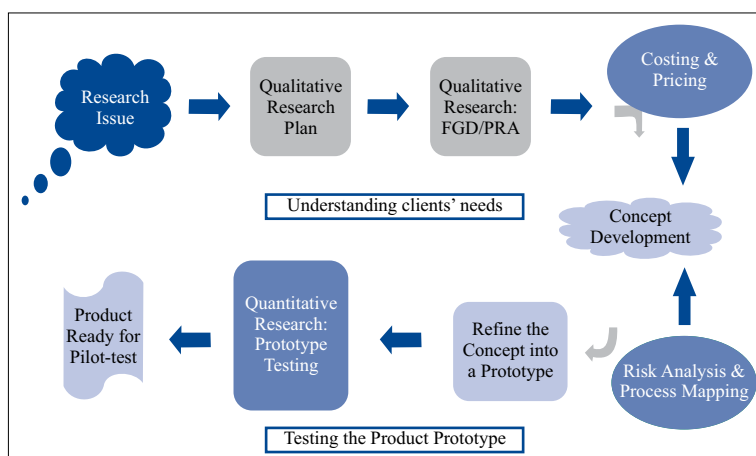 Research
Issue
Qualitative
Research
Plan
Qualitative
Research:
FGD/PRA
Costing &
Pricing
Understanding clients' needs
Concept
Development
Product
Ready for
Pilot-test
Quantitative
Research:
Prototype
Testing
Refine the
Concept into
a Prototype
Risk Analysis &
Process Mapping
Testing the Product Prototype